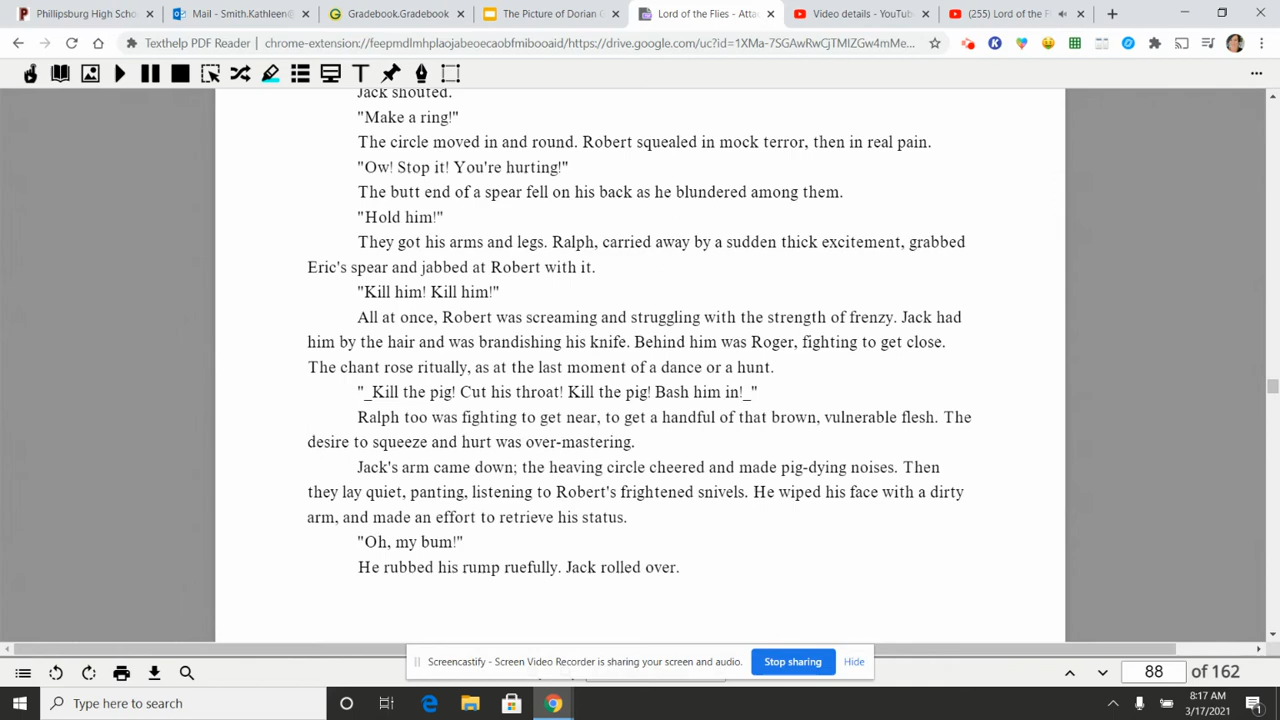 Phillipsburg High Scho
Mail - Smith.Kathleen@
Gradebook.Gradebook
The Picture of Dorian G
Lord of the Flies - Attac
Video details - YouTub
(255) Lord of the F
Texthelp PDF Reader | chrome-extension://feepmdlmhplaojabeoecaobfmibooaid/https://drive.google.com/uc?id=1XMa-7SGAwRwCjTMIZGw4mMe...
Jack shouted.
"Make a ring!"
The circle moved in and round. Robert squealed in mock terror, then in real pain.
"Ow! Stop it! You're hurting!"
The butt end of a spear fell on his back as he blundered among them.
"Hold him!"
They got his arms and legs. Ralph, carried away by a sudden thick excitement, grabbed
Eric's spear and jabbed at Robert with it.
"Kill him! Kill him!"
All at once, Robert was screaming and struggling with the strength of frenzy. Jack had
him by the hair and was brandishing his knife. Behind him was Roger, fighting to get close.
The chant rose ritually, as at the last moment of a dance or a hunt.
"_Kill the pig! Cut his throat! Kill the pig! Bash him in!_"
Ralph too was fighting to get near, to get a handful of that brown, vulnerable flesh. The
desire to squeeze and hurt was over-mastering.
Jack's arm came down; the heaving circle cheered and made pig-dying noises. Then
they lay quiet, panting, listening to Robert's frightened snivels. He wiped his face with a dirty
arm, and made an effort to retrieve his status.
"Oh, my bum!"
He rubbed his rump ruefully. Jack rolled over.
Screencastify - Screen Video Recorder is sharing your screen and audio.
Stop sharing
Hide
88 of 162
Type here to search
8:17 AM
3/17/2021
1